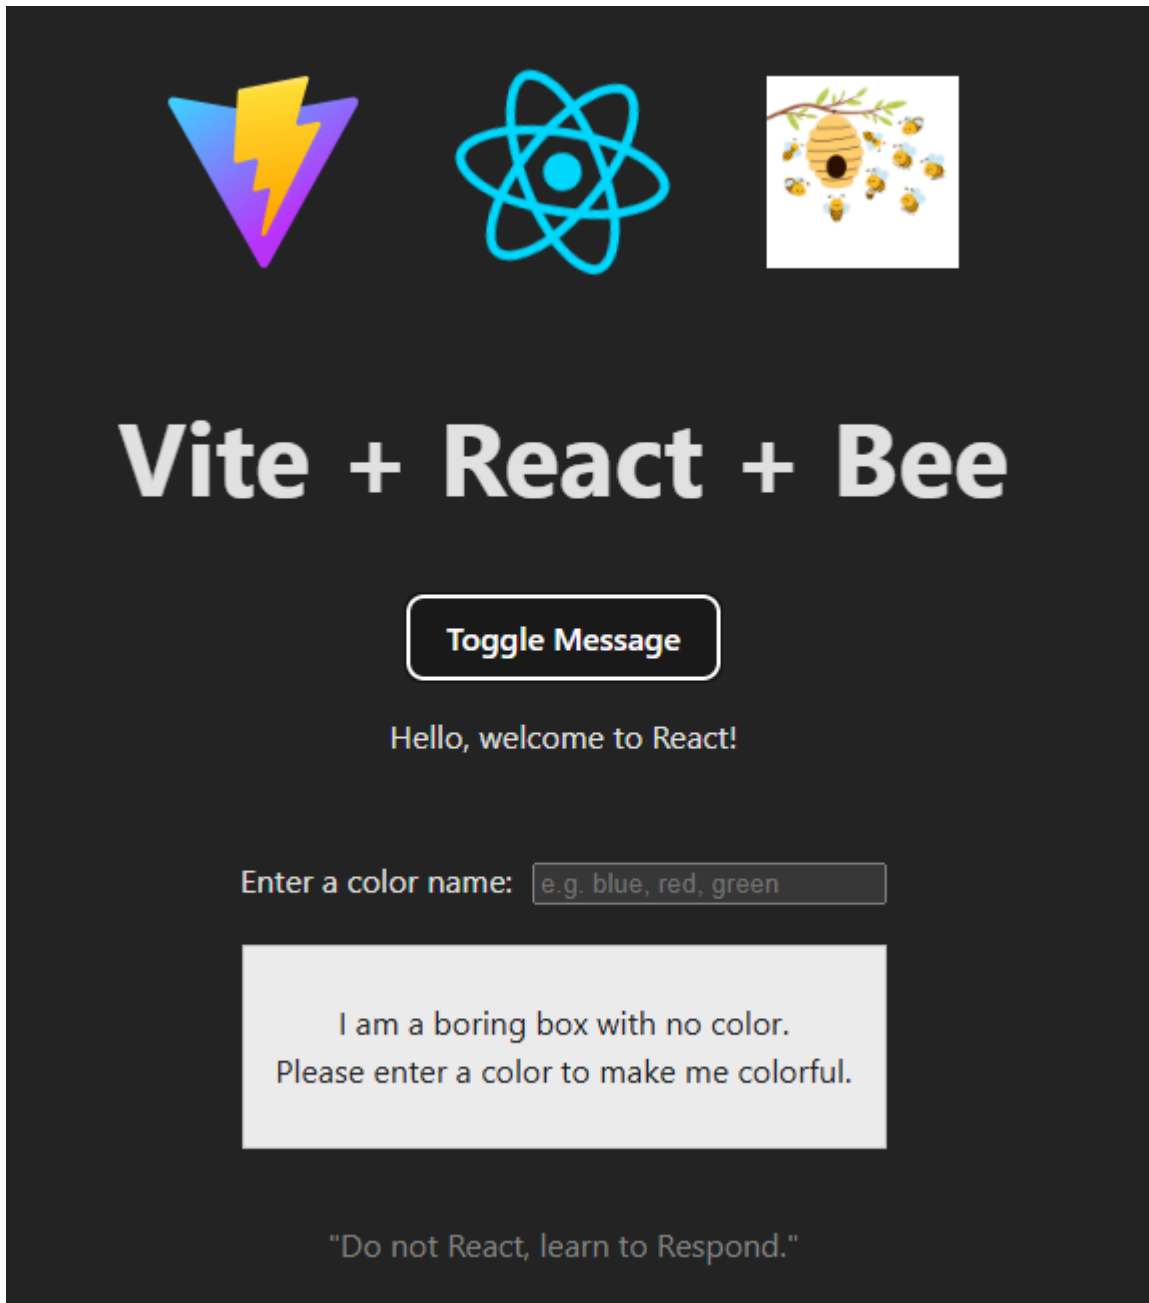 Vite + React + Bee
Toggle Message
Hello, welcome to React!
Enter a color name: e.g. blue, red, green
I am a boring box with no color.
Please enter a color to make me colorful.
"Do not React, learn to Respond."